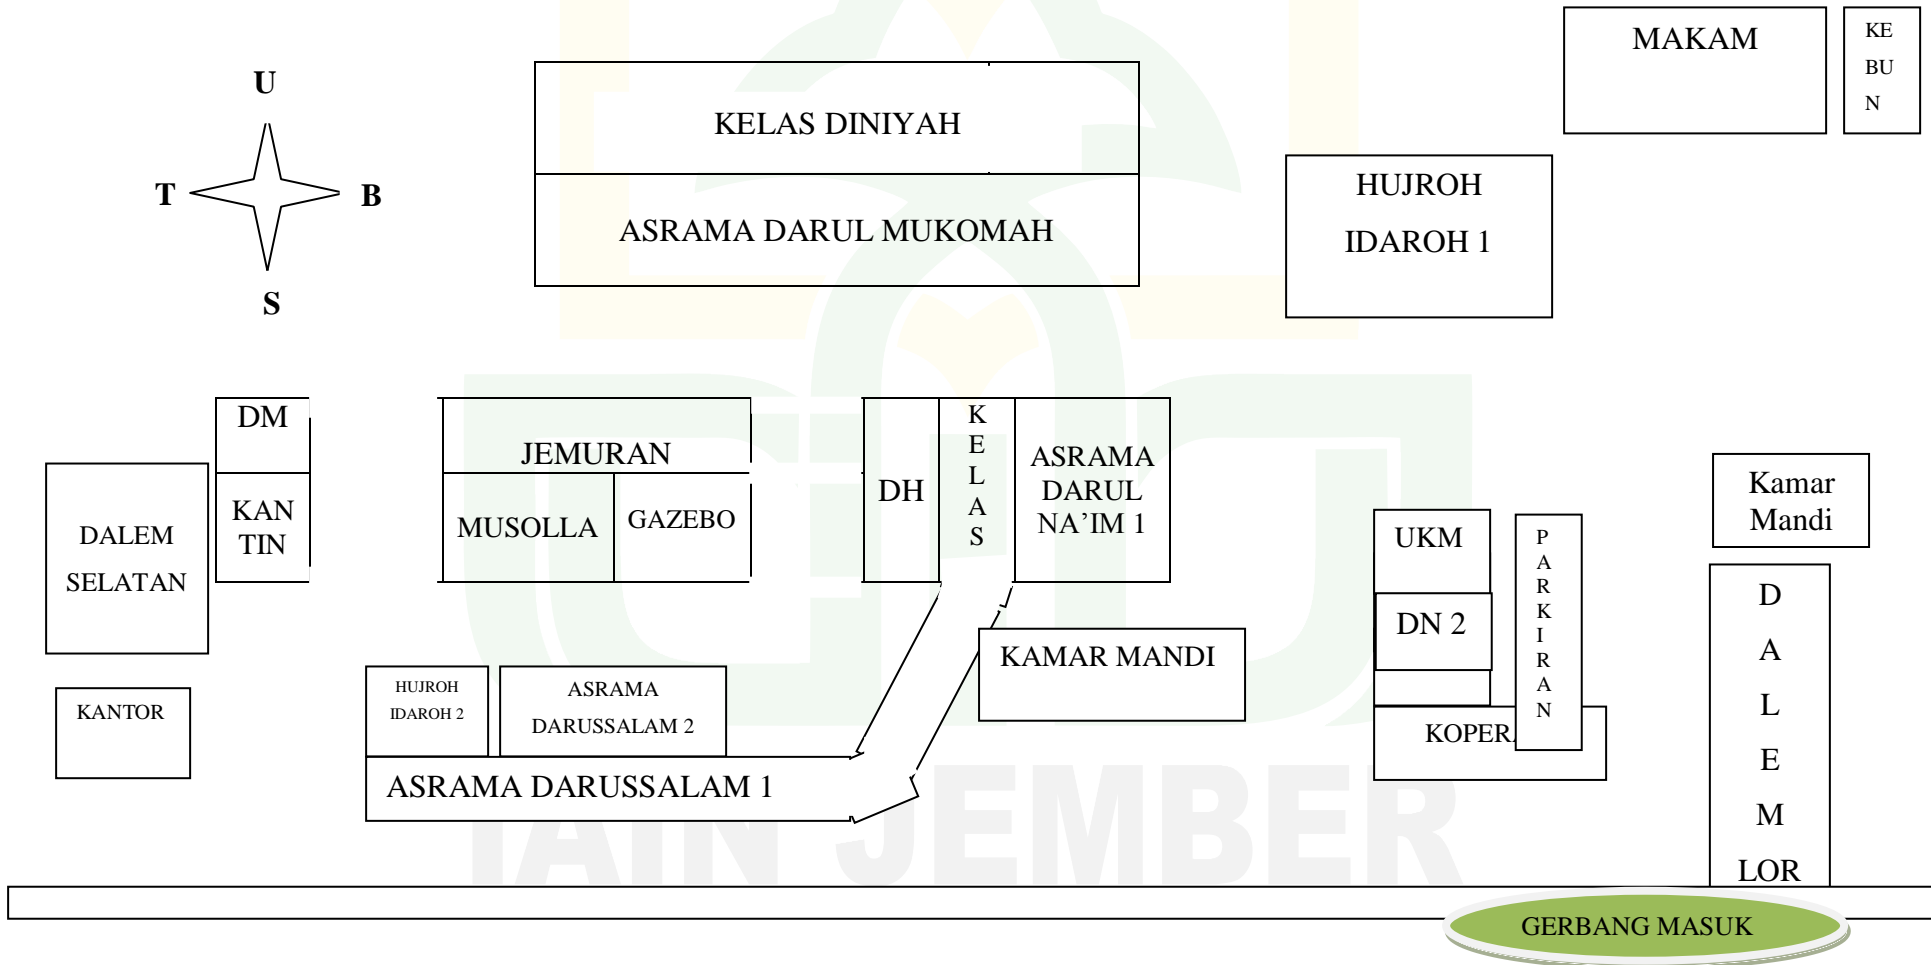 MAKAM
KE
BU
N
U
T
B
S
KELAS DINIYAH
ASRAMA DARUL MUKOMAH
HUJROH
IDAROH 1
DM
KAN
TIN
DALEM
SELATAN
KANTOR
JEMURAN
MUSOLLA
GAZEBO
DH
K
E
L
A
S
ASRAMA
DARUL
NA’IM 1
KAMAR MANDI
HUJROH
IDAROH 2
ASRAMA
DARUSSALAM 2
ASRAMA DARUSSALAM 1
UKM
DN 2
P
A
R
K
I
R
A
N
KOPER
Kamar
Mandi
D
A
L
E
M
LOR
GERBANG MASUK
IAIN JEMBER